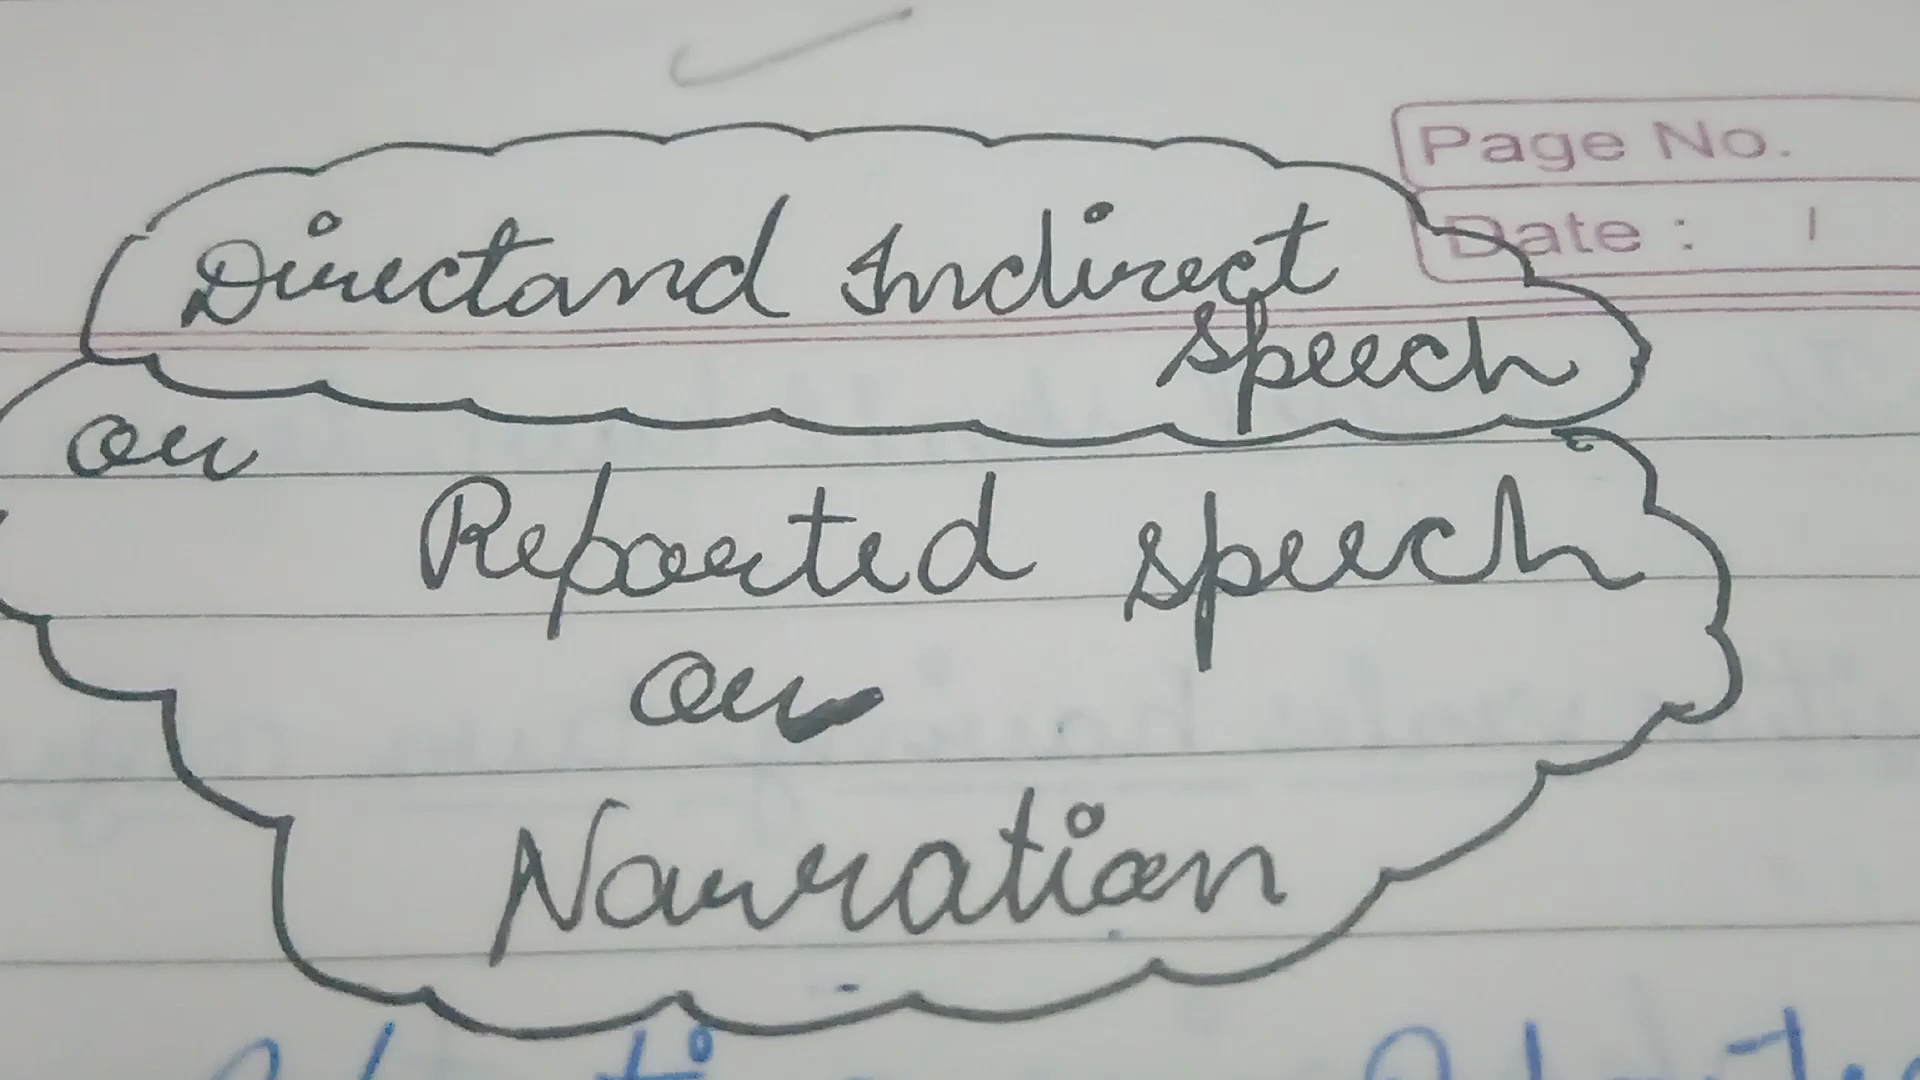 Page No.
Date :
Directand Indirect
speech
or
Reported speech
or
Narration